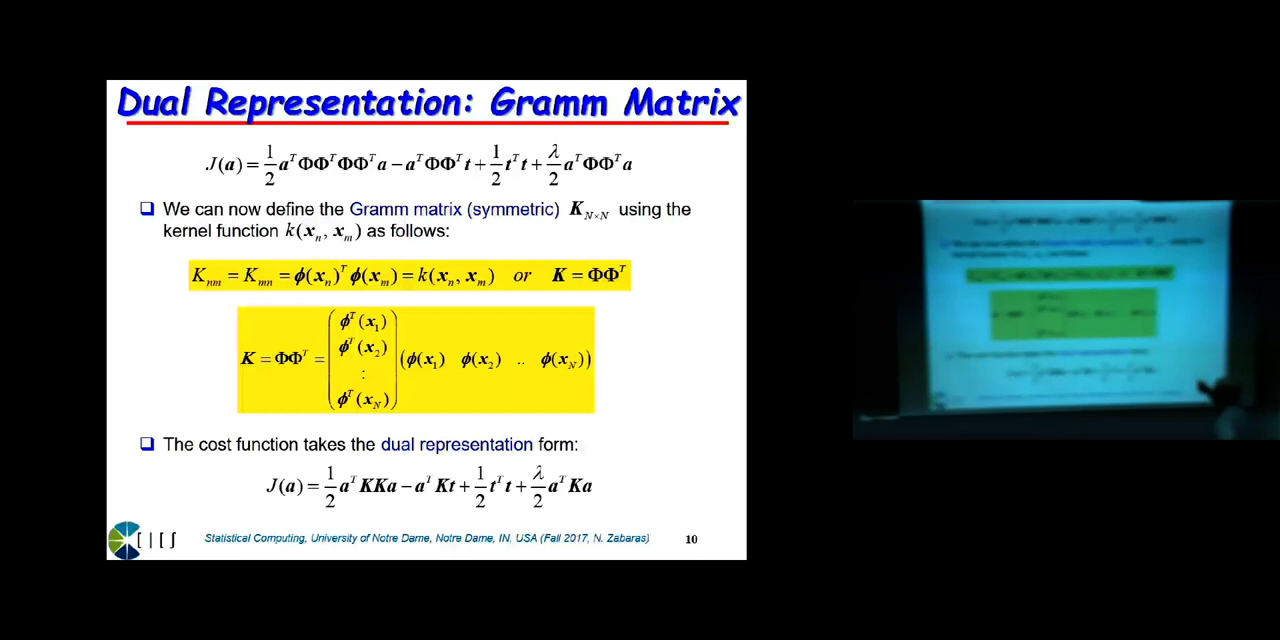 Dual Representation: Gramm Matrix
J(a) = 1/2 a^T ΦΦ^T ΦΦ^T a − a^T ΦΦ^T t + 1/2 t^T t + λ/2 a^T ΦΦ^T a
❑ We can now define the Gramm matrix (symmetric) K_{N×N} using the
kernel function k(x_n, x_m) as follows:
K_{nm} = K_{mn} = ϕ(x_n)^T ϕ(x_m) = k(x_n, x_m) or K = ΦΦ^T
K = ΦΦ^T = ( ϕ^T(x_1) ϕ^T(x_2) : ϕ^T(x_N) ) ( ϕ(x_1) ϕ(x_2) .. ϕ(x_N) )
❑ The cost function takes the dual representation form:
J(a) = 1/2 a^T KKa − a^T Kt + 1/2 t^T t + λ/2 a^T Ka
Statistical Computing, University of Notre Dame, Notre Dame, IN, USA (Fall 2017, N. Zabaras)
10